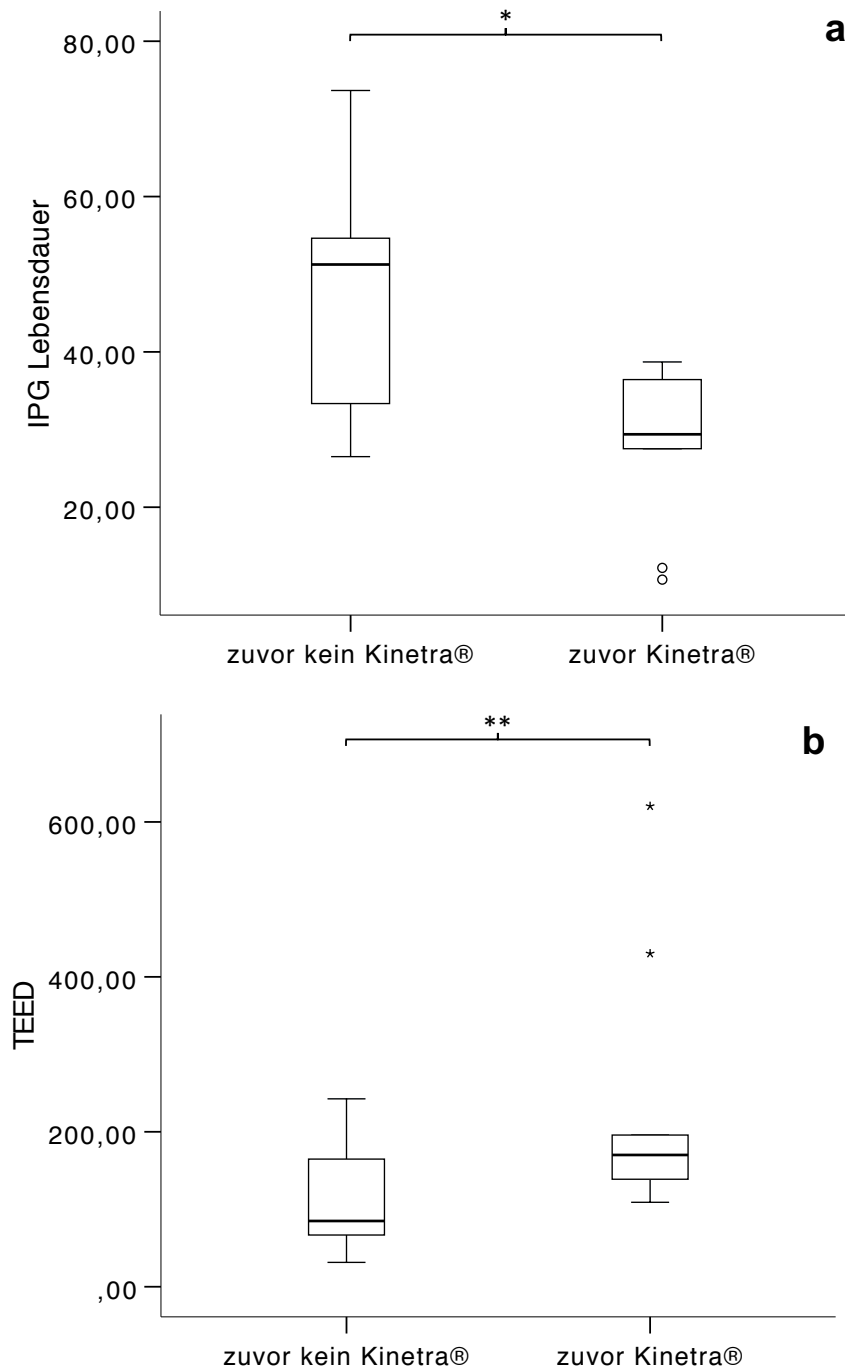 *
a
80,00
60,00
40,00
20,00
IPG Lebensdauer
zuvor kein Kinetra®
zuvor Kinetra®
**
b
600,00
*
*
400,00
200,00
,00
TEED
zuvor kein Kinetra®
zuvor Kinetra®